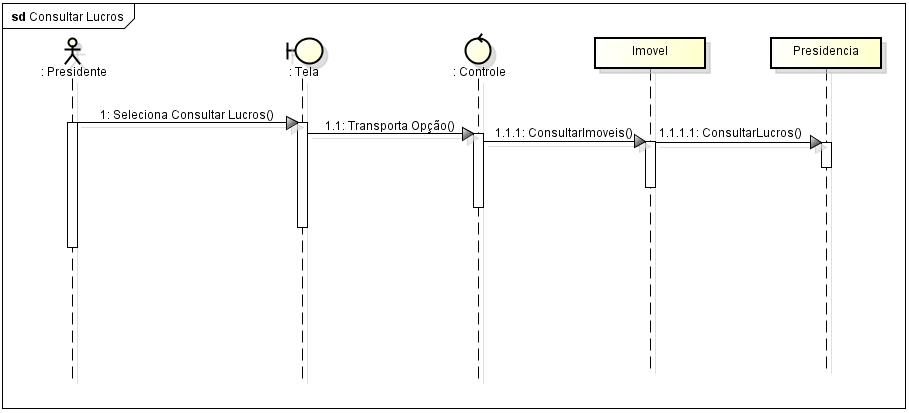 sd Consultar Lucros
: Presidente
: Tela
: Controle
Imovel
Presidencia
1: Seleciona Consultar Lucros()
1.1: Transporta Opção()
1.1.1: ConsultarImoveis()
1.1.1.1: ConsultarLucros()